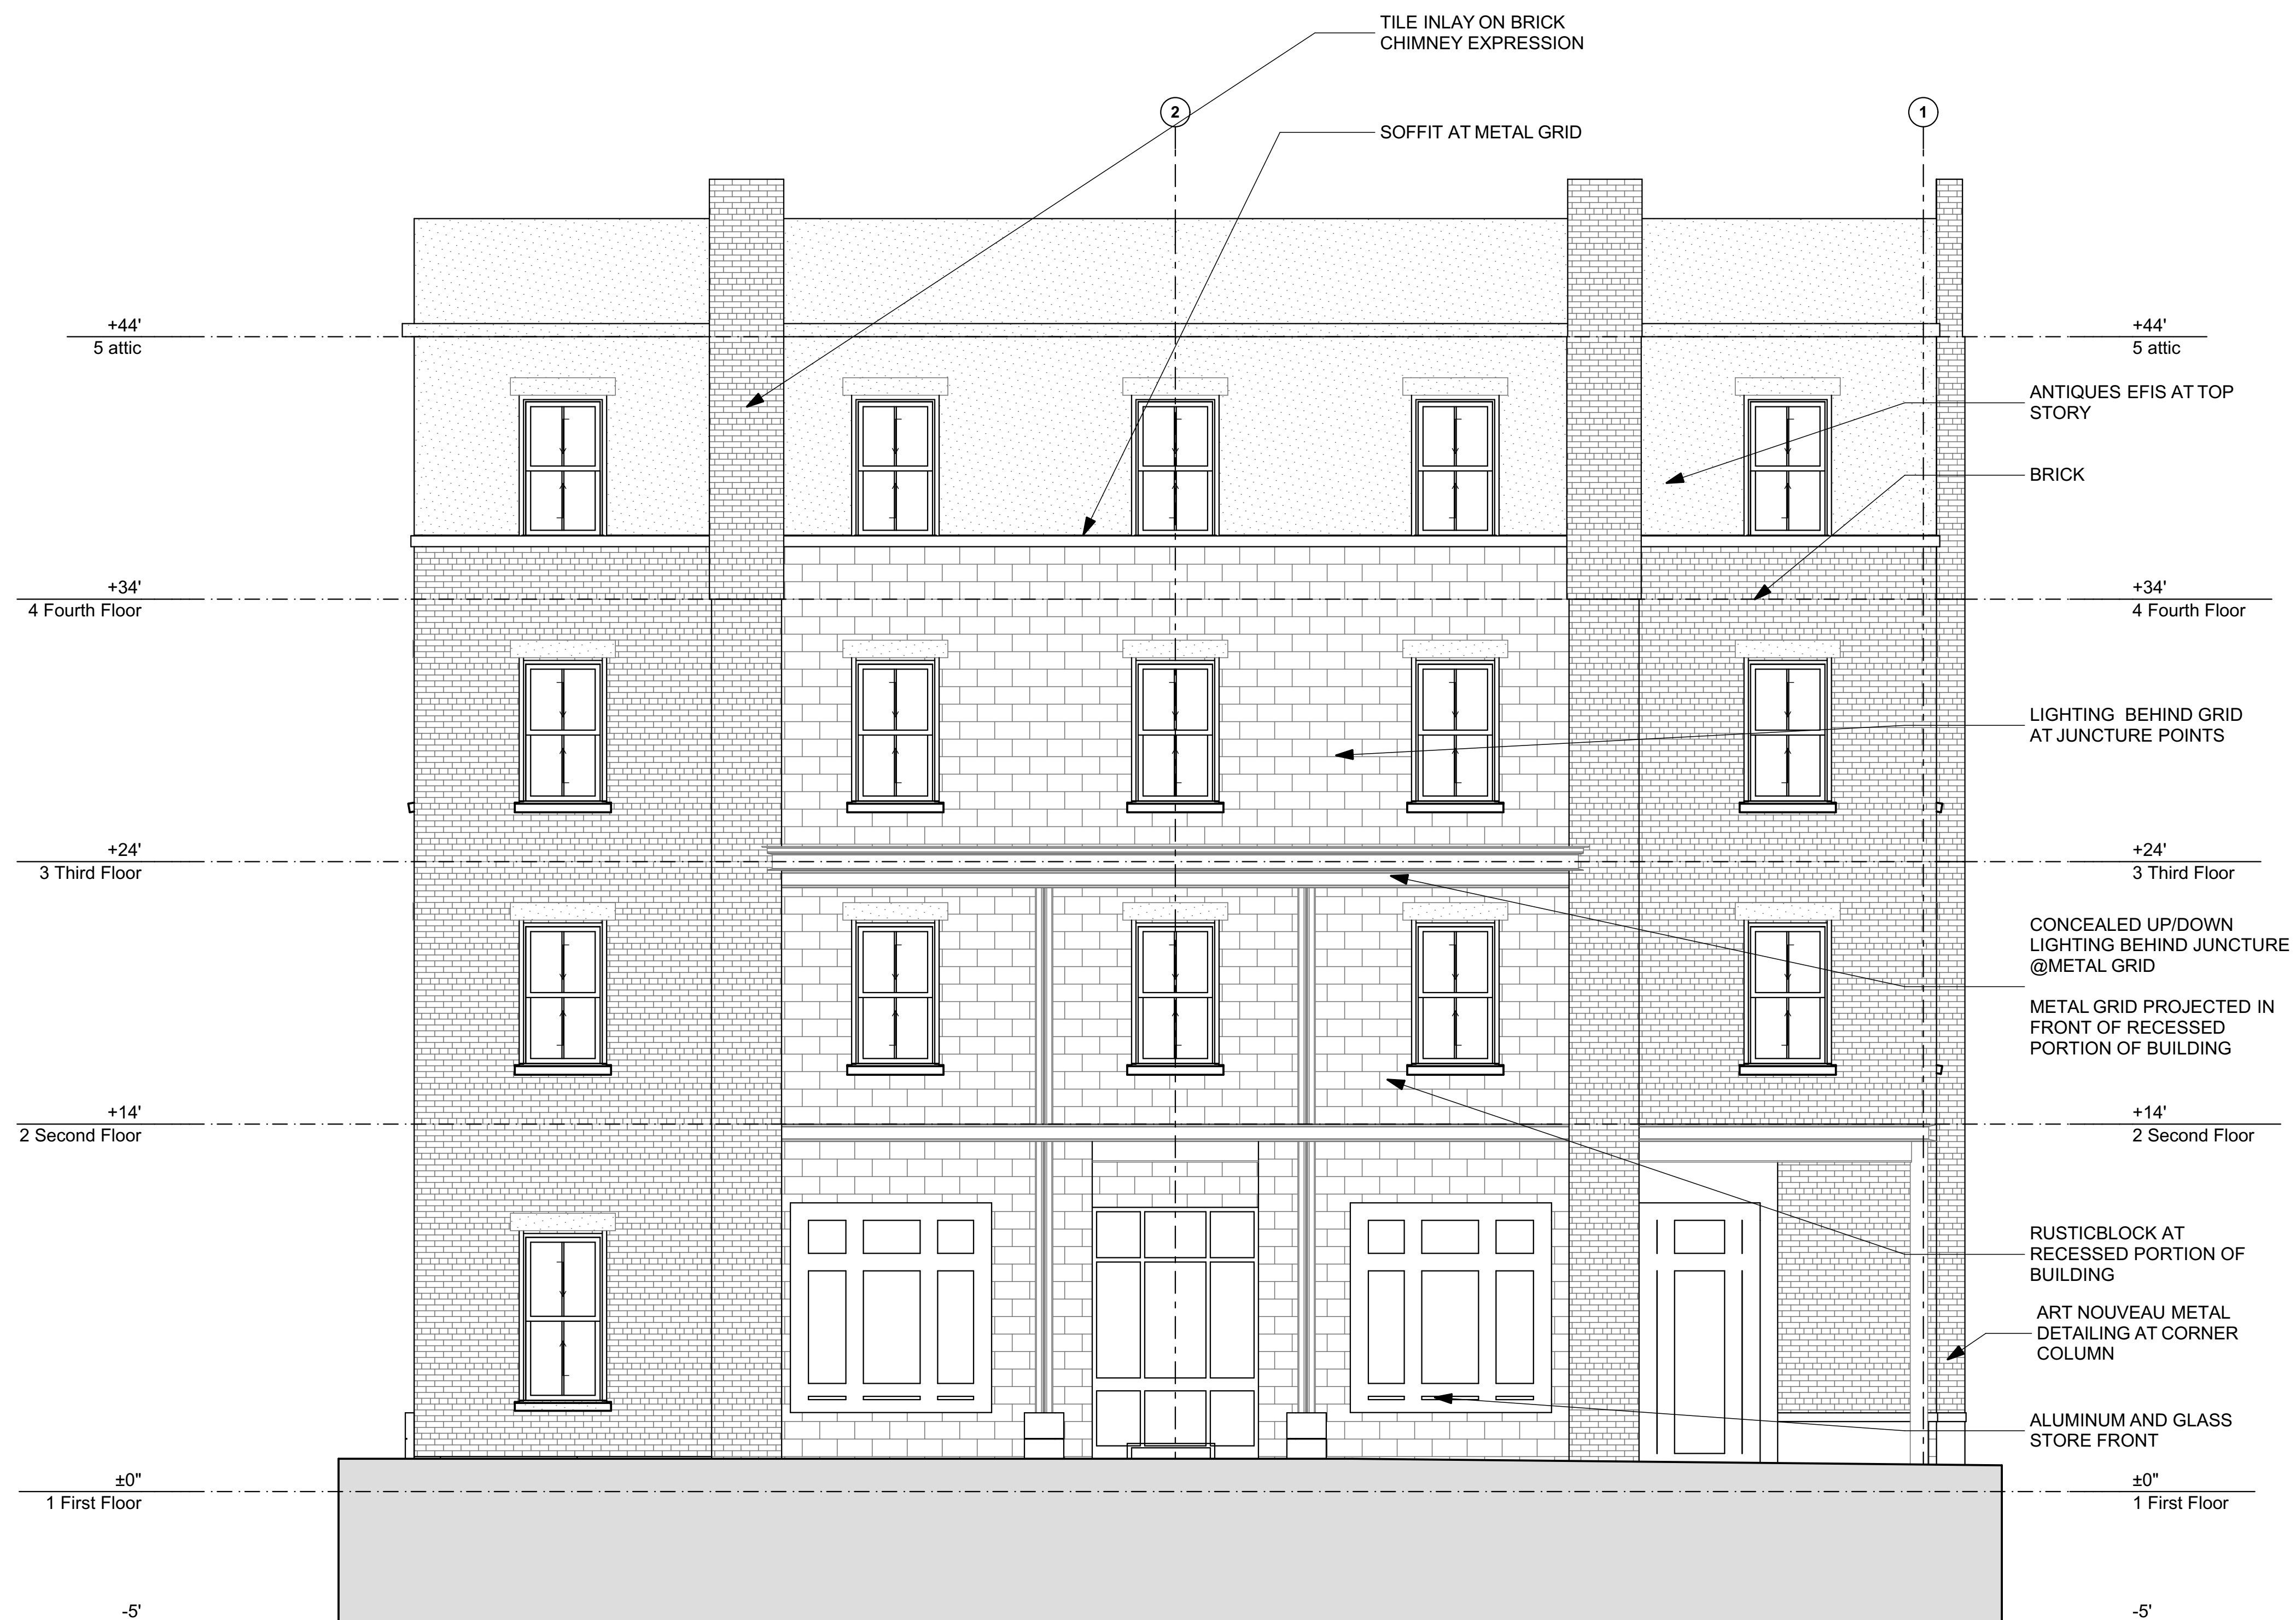 TILE INLAY ON BRICK
CHIMNEY EXPRESSION
2
1
SOFFIT AT METAL GRID
+44'
5 attic
+44'
5 attic
ANTIQUES EFIS AT TOP
STORY
BRICK
+34'
4 Fourth Floor
+34'
4 Fourth Floor
LIGHTING BEHIND GRID
AT JUNCTURE POINTS
+24'
3 Third Floor
+24'
3 Third Floor
CONCEALED UP/DOWN
LIGHTING BEHIND JUNCTURE
@METAL GRID
METAL GRID PROJECTED IN
FRONT OF RECESSED
PORTION OF BUILDING
+14'
2 Second Floor
+14'
2 Second Floor
RUSTICBLOCK AT
RECESSED PORTION OF
BUILDING
ART NOUVEAU METAL
DETAILING AT CORNER
COLUMN
ALUMINUM AND GLASS
STORE FRONT
±0"
1 First Floor
±0"
1 First Floor
-5'
-5'